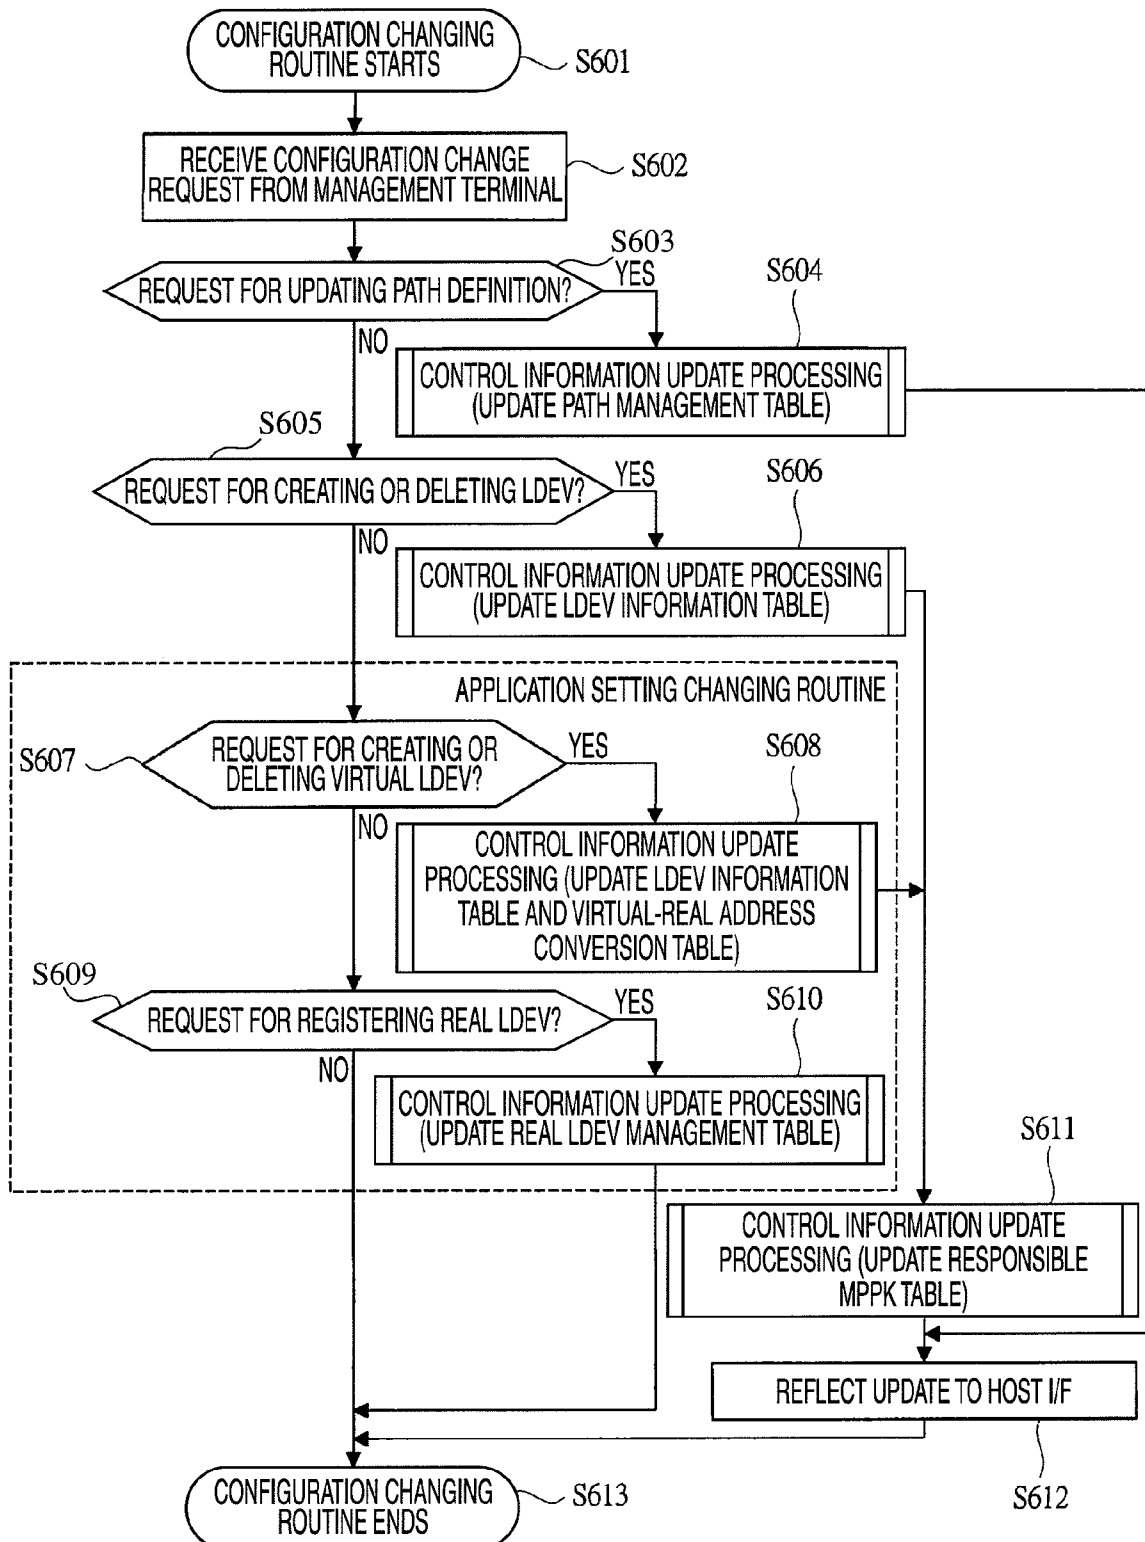 CONFIGURATION CHANGING
ROUTINE STARTS
S601
RECEIVE CONFIGURATION CHANGE
REQUEST FROM MANAGEMENT TERMINAL
S602
S603
REQUEST FOR UPDATING PATH DEFINITION?
YES
S604
NO
CONTROL INFORMATION UPDATE PROCESSING
(UPDATE PATH MANAGEMENT TABLE)
S605
REQUEST FOR CREATING OR DELETING LDEV?
YES
S606
NO
CONTROL INFORMATION UPDATE PROCESSING
(UPDATE LDEV INFORMATION TABLE)
APPLICATION SETTING CHANGING ROUTINE
S607
REQUEST FOR CREATING OR
DELETING VIRTUAL LDEV?
YES
S608
NO
CONTROL INFORMATION UPDATE
PROCESSING (UPDATE LDEV INFORMATION
TABLE AND VIRTUAL-REAL ADDRESS
CONVERSION TABLE)
S609
REQUEST FOR REGISTERING REAL LDEV?
YES
S610
NO
CONTROL INFORMATION UPDATE PROCESSING
(UPDATE REAL LDEV MANAGEMENT TABLE)
S611
CONTROL INFORMATION UPDATE
PROCESSING (UPDATE RESPONSIBLE
MPPK TABLE)
REFLECT UPDATE TO HOST I/F
S612
CONFIGURATION CHANGING
ROUTINE ENDS
S613